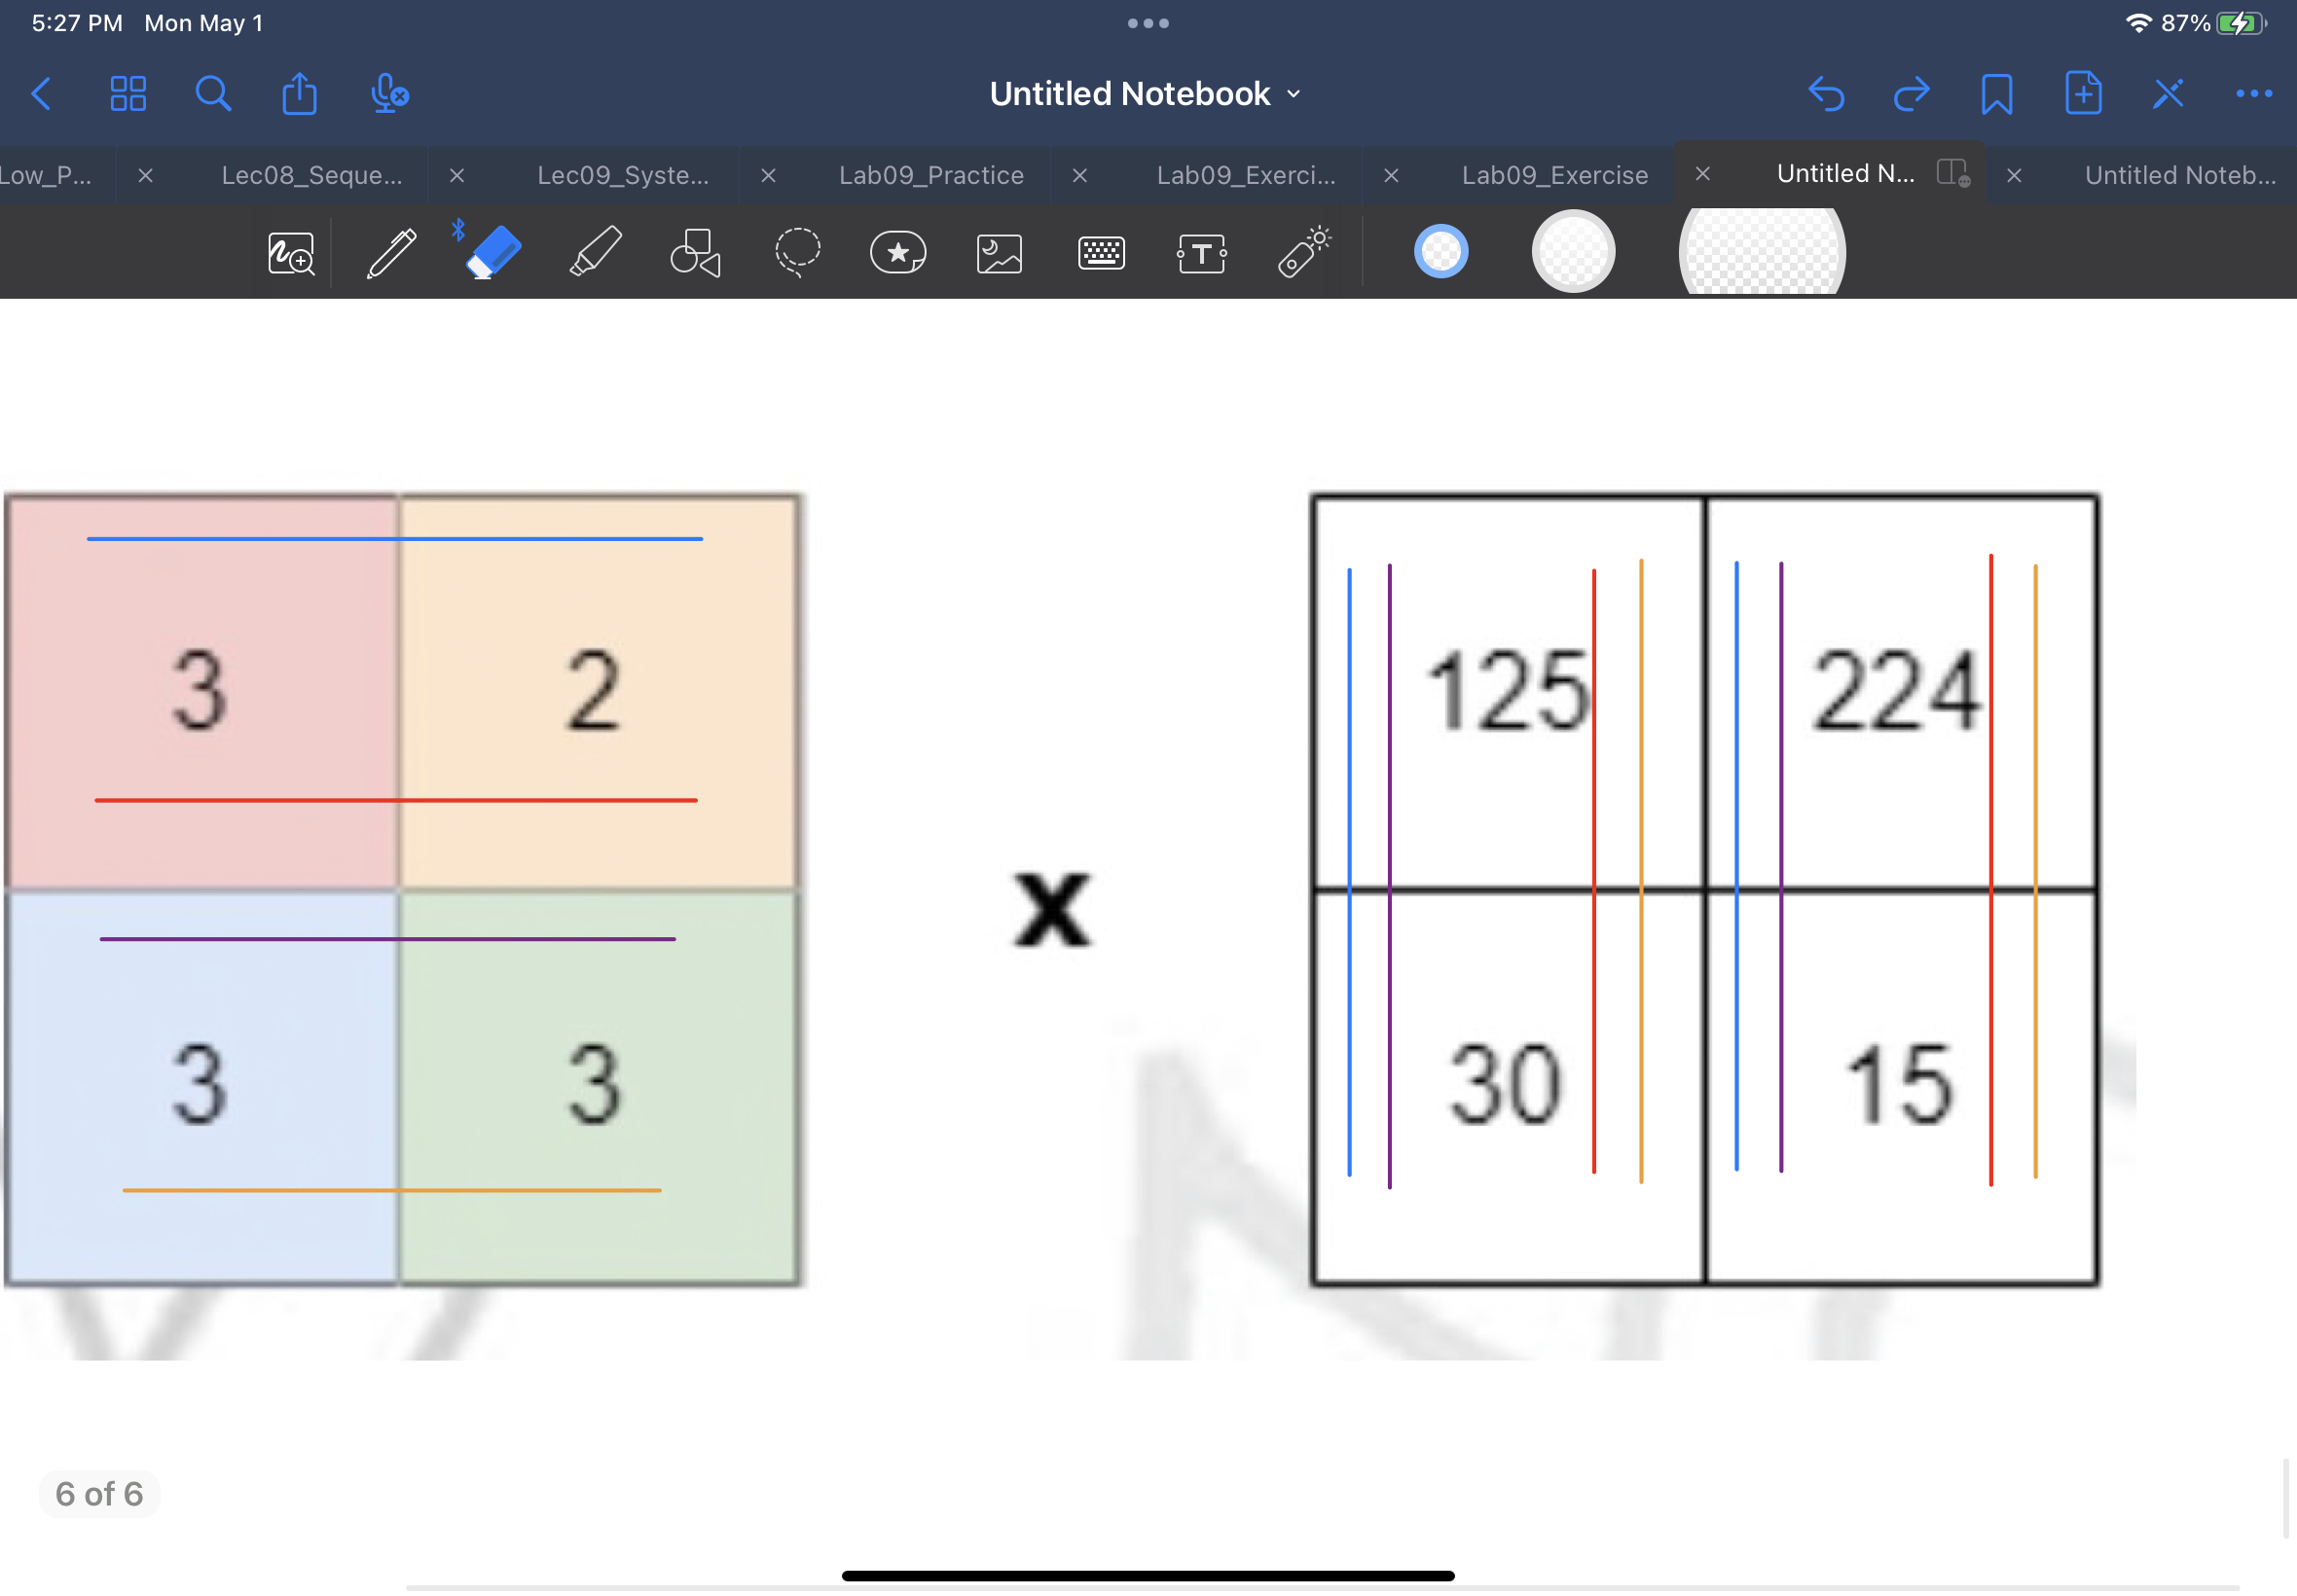 5:27 PM Mon May 1 87%
Untitled Notebook
Low_P... Lec08_Seque... Lec09_Syste... Lab09_Practice Lab09_Exerci... Lab09_Exercise Untitled N... Untitled Noteb...
T
3 2 125 224
x
3 3 30 15
6 of 6